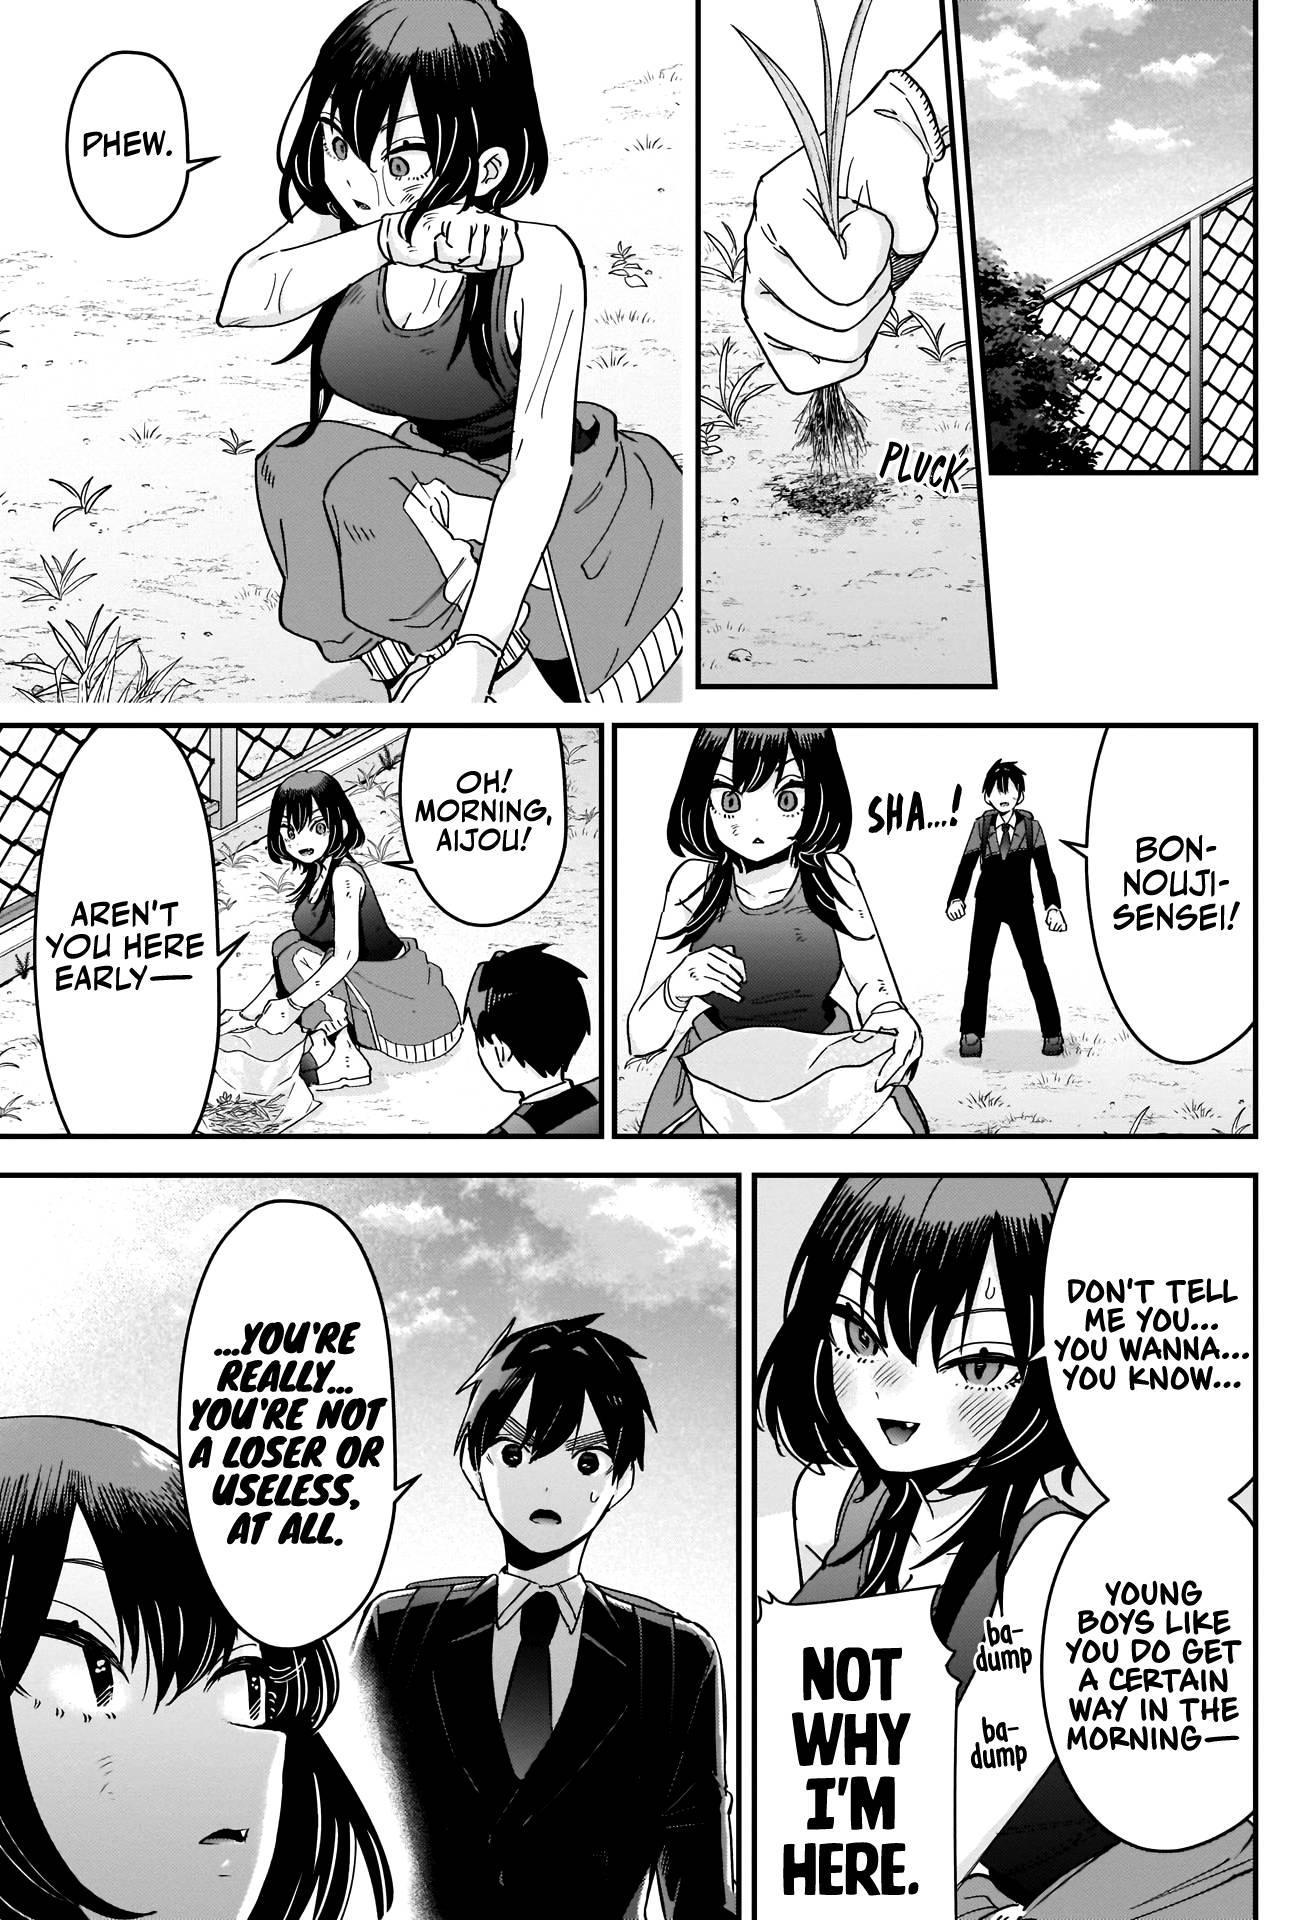 PLUCK
PHEW.
BON-
NOUJI-
SENSEI!
SHA...!
OH!
MORNING,
AIJOU!
AREN'T
YOU HERE
EARLY—
DON'T TELL
ME YOU...
YOU WANNA...
YOU KNOW...
YOUNG
BOYS LIKE
YOU DO GET
A CERTAIN
WAY IN THE
MORNING—
ba-
dump
ba-
dump
NOT
WHY
I'M
HERE.
...YOU'RE
REALLY...
YOU'RE NOT
A LOSER OR
USELESS,
AT ALL.